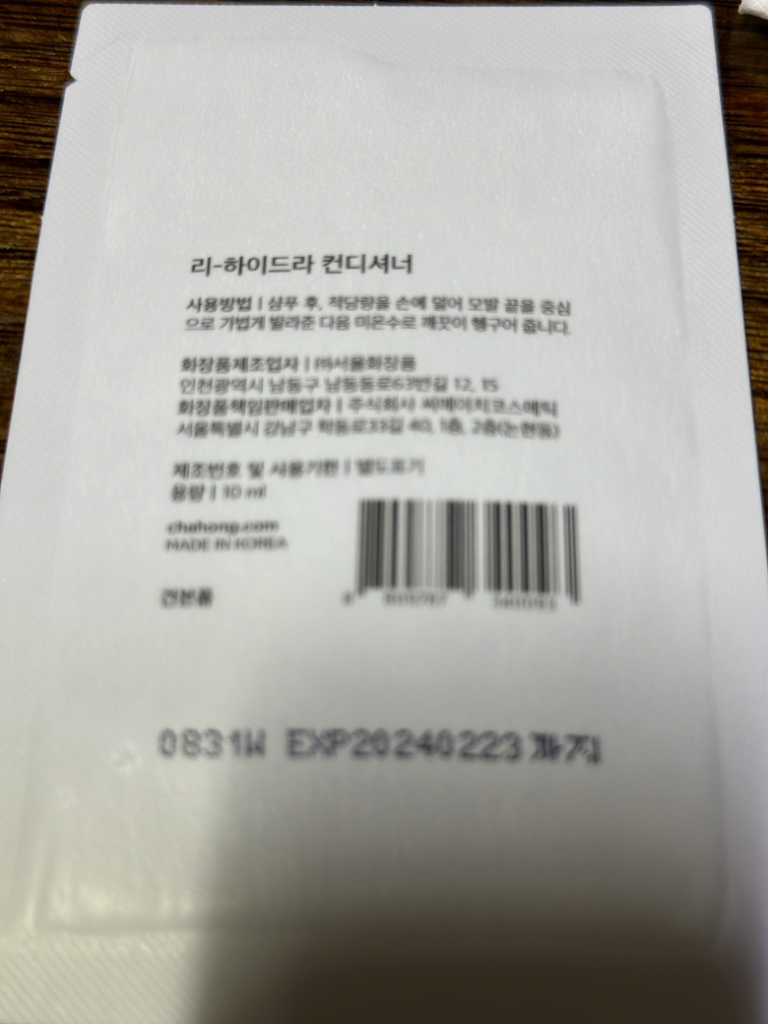 리-하이드라 컨디셔너
사용방법 | 샴푸 후, 적당량을 손에 덜어 모발 끝을 중심
으로 가볍게 발라준 다음 미온수로 깨끗이 헹구어 줍니다.
화장품제조업자 | ㈜서울화장품
인천광역시 남동구 남동동로63번길 12, 15
화장품책임판매업자 | 주식회사 씨에이치코스메틱
서울특별시 강남구 학동로33길 40, 1층, 2층(논현동)
제조번호 및 사용기한 | 별도표기
용량 | 10 ml
chahong.com
MADE IN KOREA
견본품
0831W EXP20240223까지